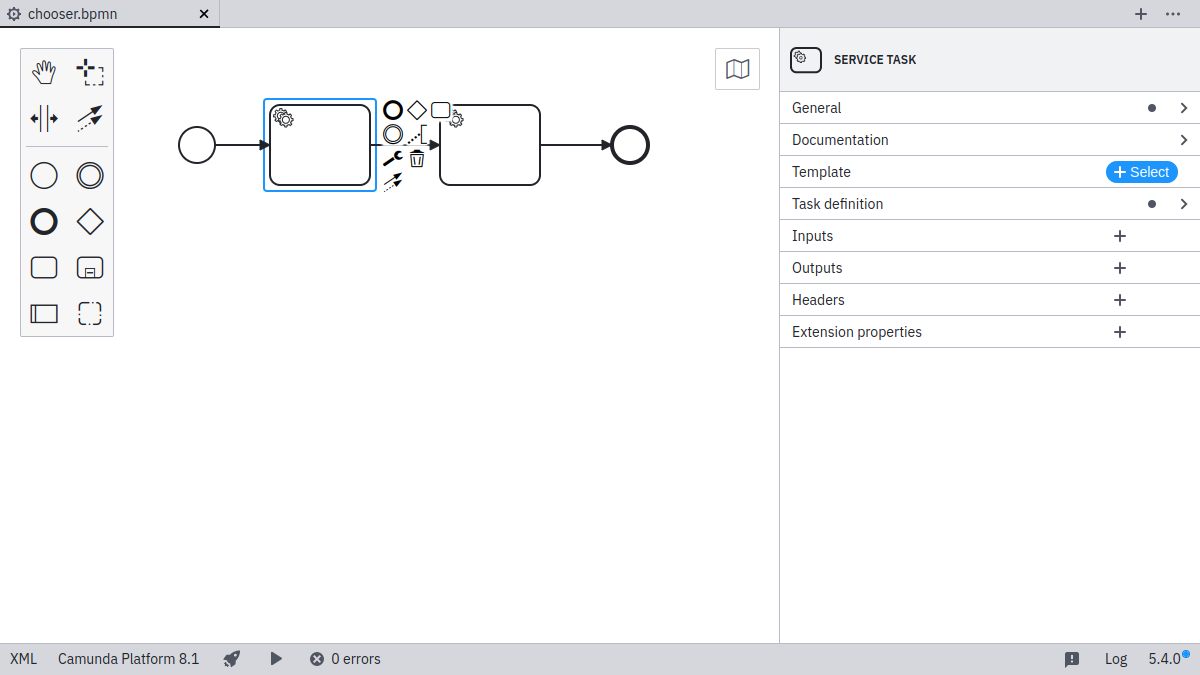 chooser.bpmn
SERVICE TASK
General
Documentation
Template
Select
Task definition
Inputs
Outputs
Headers
Extension properties
XML Camunda Platform 8.1 0 errors Log 5.4.0